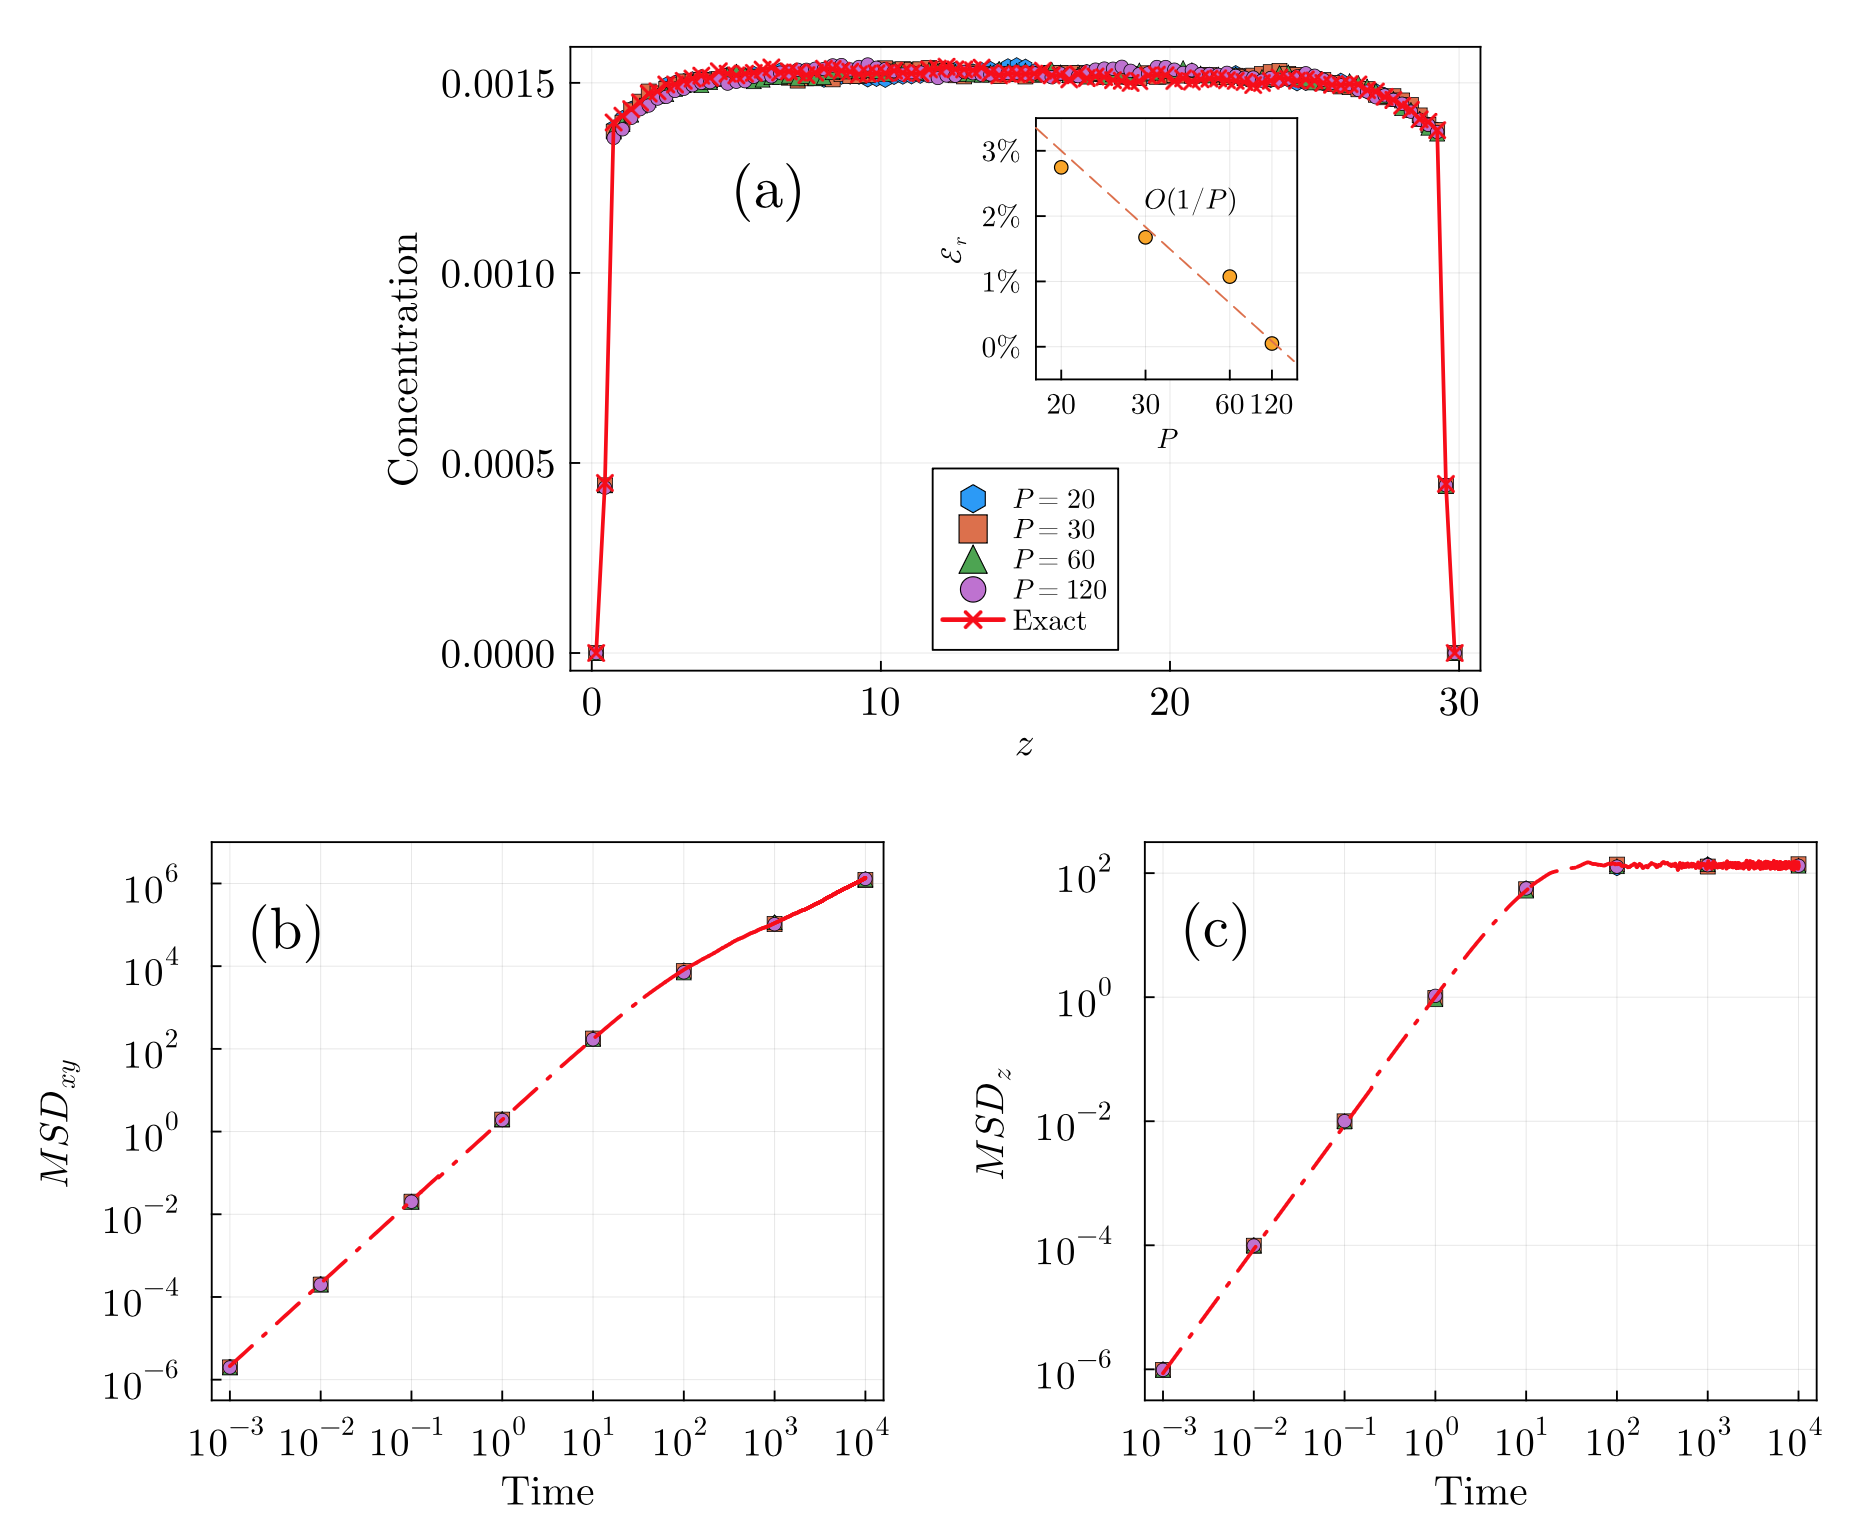 0.0015
0.0010
0.0005
0.0000
Concentration
(a)
3%
2%
1%
0%
ℰ_r
O(1/P)
20 30 60 120
P
P = 20
P = 30
P = 60
P = 120
Exact
0 10 20 30
z
10^6
10^4
10^2
10^0
10^−2
10^−4
10^−6
MSD_xy
(b)
10^−3 10^−2 10^−1 10^0 10^1 10^2 10^3 10^4
Time
10^2
10^0
10^−2
10^−4
10^−6
MSD_z
(c)
10^−3 10^−2 10^−1 10^0 10^1 10^2 10^3 10^4
Time